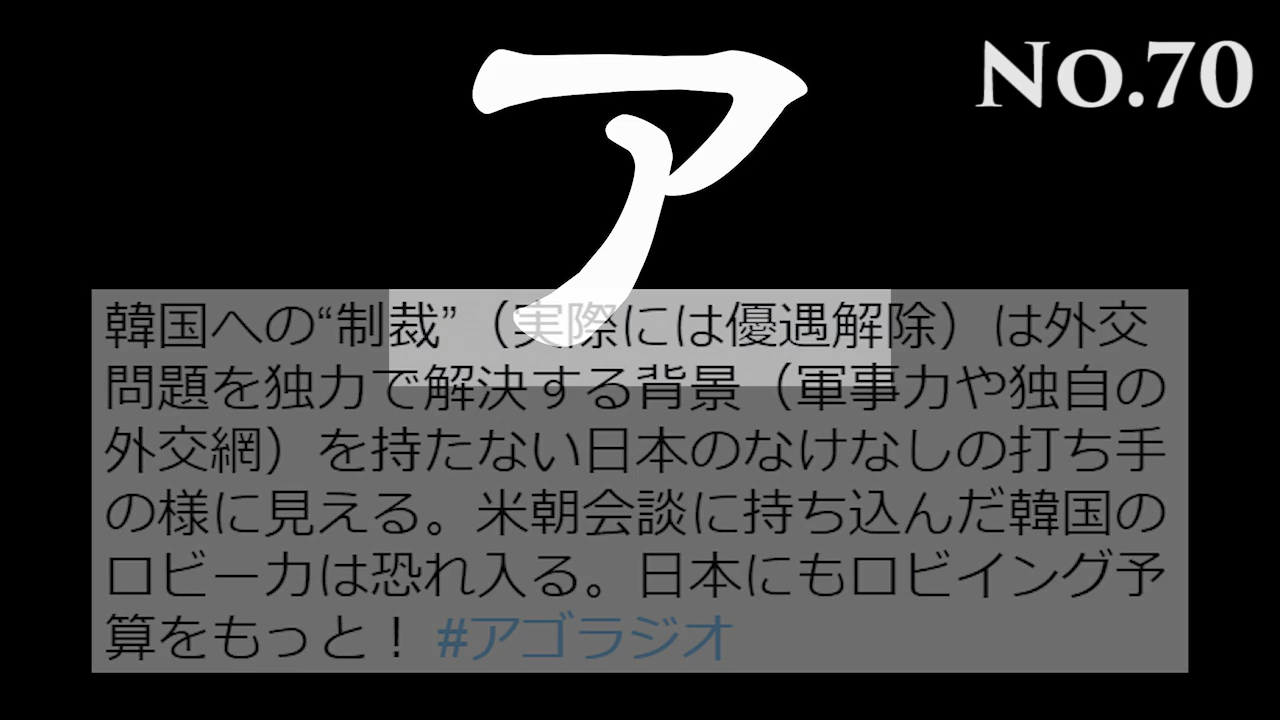 ア
No.70
韓国への“制裁”（実際には優遇解除）は外交
問題を独力で解決する背景（軍事力や独自の
外交網）を持たない日本のなけなしの打ち手
の様に見える。米朝会談に持ち込んだ韓国の
ロビー力は恐れ入る。日本にもロビイング予
算をもっと！ #アゴラジオ